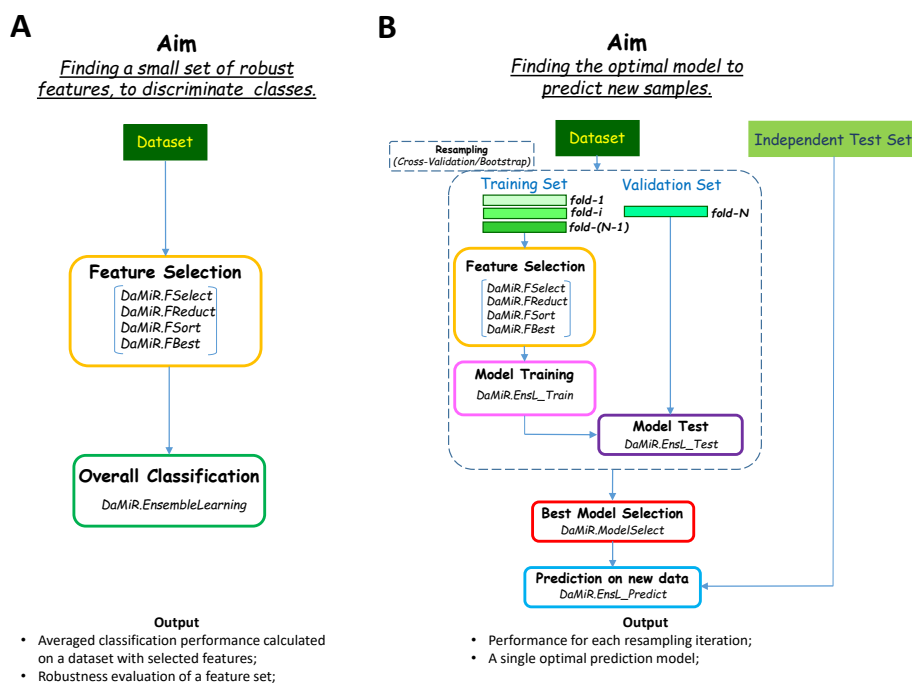 A
Aim
Finding a small set of robust
features, to discriminate classes.
Dataset
Feature Selection
DaMiR.FSelect
DaMiR.FReduct
DaMiR.FSort
DaMiR.FBest
Overall Classification
DaMiR.EnsembleLearning
Output
• Averaged classification performance calculated
on a dataset with selected features;
• Robustness evaluation of a feature set;
B
Aim
Finding the optimal model to
predict new samples.
Dataset
Independent Test Set
Resampling
(Cross-Validation/Bootstrap)
Training Set
Validation Set
fold-1
fold-i
fold-(N-1)
fold-N
Feature Selection
DaMiR.FSelect
DaMiR.FReduct
DaMiR.FSort
DaMiR.FBest
Model Training
DaMiR.EnsL_Train
Model Test
DaMiR.EnsL_Test
Best Model Selection
DaMiR.ModelSelect
Prediction on new data
DaMiR.EnsL_Predict
Output
• Performance for each resampling iteration;
• A single optimal prediction model;